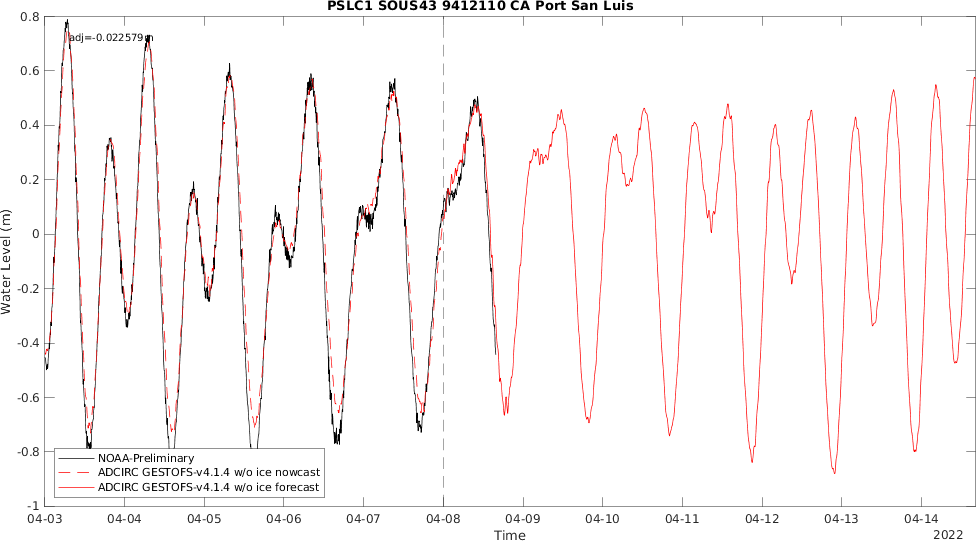 PSLC1 SOUS43 9412110 CA Port San Luis
adj=-0.022579m
0.8
0.6
0.4
0.2
0
-0.2
-0.4
-0.6
-0.8
-1
Water Level (m)
NOAA-Preliminary
ADCIRC GESTOFS-v4.1.4 w/o ice nowcast
ADCIRC GESTOFS-v4.1.4 w/o ice forecast
04-03 04-04 04-05 04-06 04-07 04-08 04-09 04-10 04-11 04-12 04-13 04-14
Time
2022